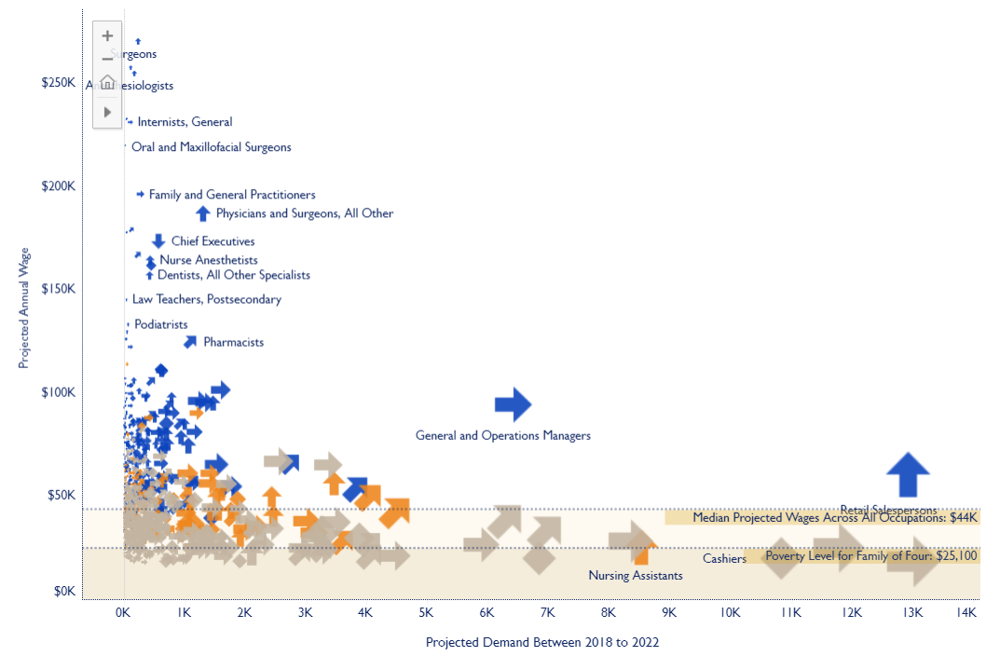 Surgeons
$250K
Anesthesiologists
Internists, General
Oral and Maxillofacial Surgeons
$200K
Family and General Practitioners
Physicians and Surgeons, All Other
Chief Executives
Nurse Anesthetists
Dentists, All Other Specialists
$150K
Law Teachers, Postsecondary
Podiatrists
Pharmacists
Projected Annual Wage
$100K
General and Operations Managers
$50K
Retail Salespersons
Median Projected Wages Across All Occupations: $44K
Cashiers
Poverty Level for Family of Four: $25,100
Nursing Assistants
$0K
0K 1K 2K 3K 4K 5K 6K 7K 8K 9K 10K 11K 12K 13K 14K
Projected Demand Between 2018 to 2022